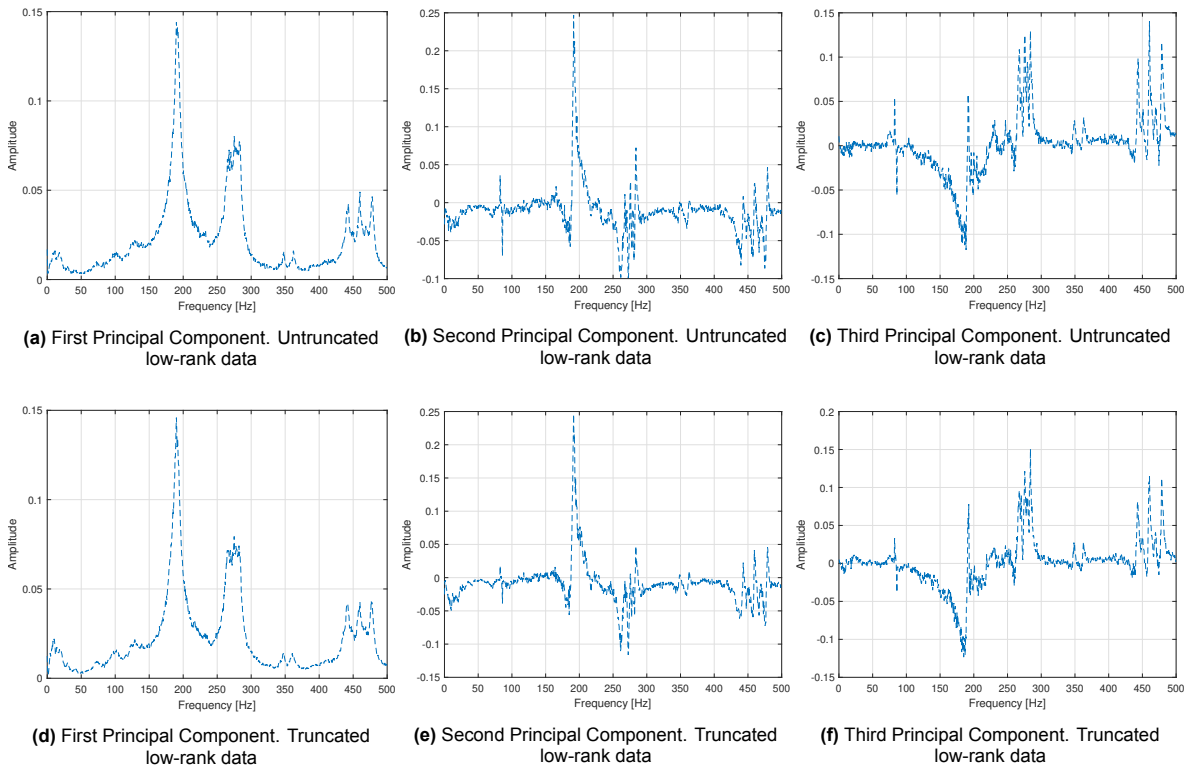 0.15
0.1
0.05
0
Amplitude
0 50 100 150 200 250 300 350 400 450 500
Frequency [Hz]
(a) First Principal Component. Untruncated
low-rank data
0.25
0.2
0.15
0.1
0.05
0
-0.05
-0.1
Amplitude
0 50 100 150 200 250 300 350 400 450 500
Frequency [Hz]
(b) Second Principal Component. Untruncated
low-rank data
0.15
0.1
0.05
0
-0.05
-0.1
-0.15
Amplitude
0 50 100 150 200 250 300 350 400 450 500
Frequency [Hz]
(c) Third Principal Component. Untruncated
low-rank data
0.15
0.1
0.05
0
Amplitude
0 50 100 150 200 250 300 350 400 450 500
Frequency [Hz]
(d) First Principal Component. Truncated
low-rank data
0.25
0.2
0.15
0.1
0.05
0
-0.05
-0.1
-0.15
Amplitude
0 50 100 150 200 250 300 350 400 450 500
Frequency [Hz]
(e) Second Principal Component. Truncated
low-rank data
0.2
0.15
0.1
0.05
0
-0.05
-0.1
-0.15
Amplitude
0 50 100 150 200 250 300 350 400 450 500
Frequency [Hz]
(f) Third Principal Component. Truncated
low-rank data